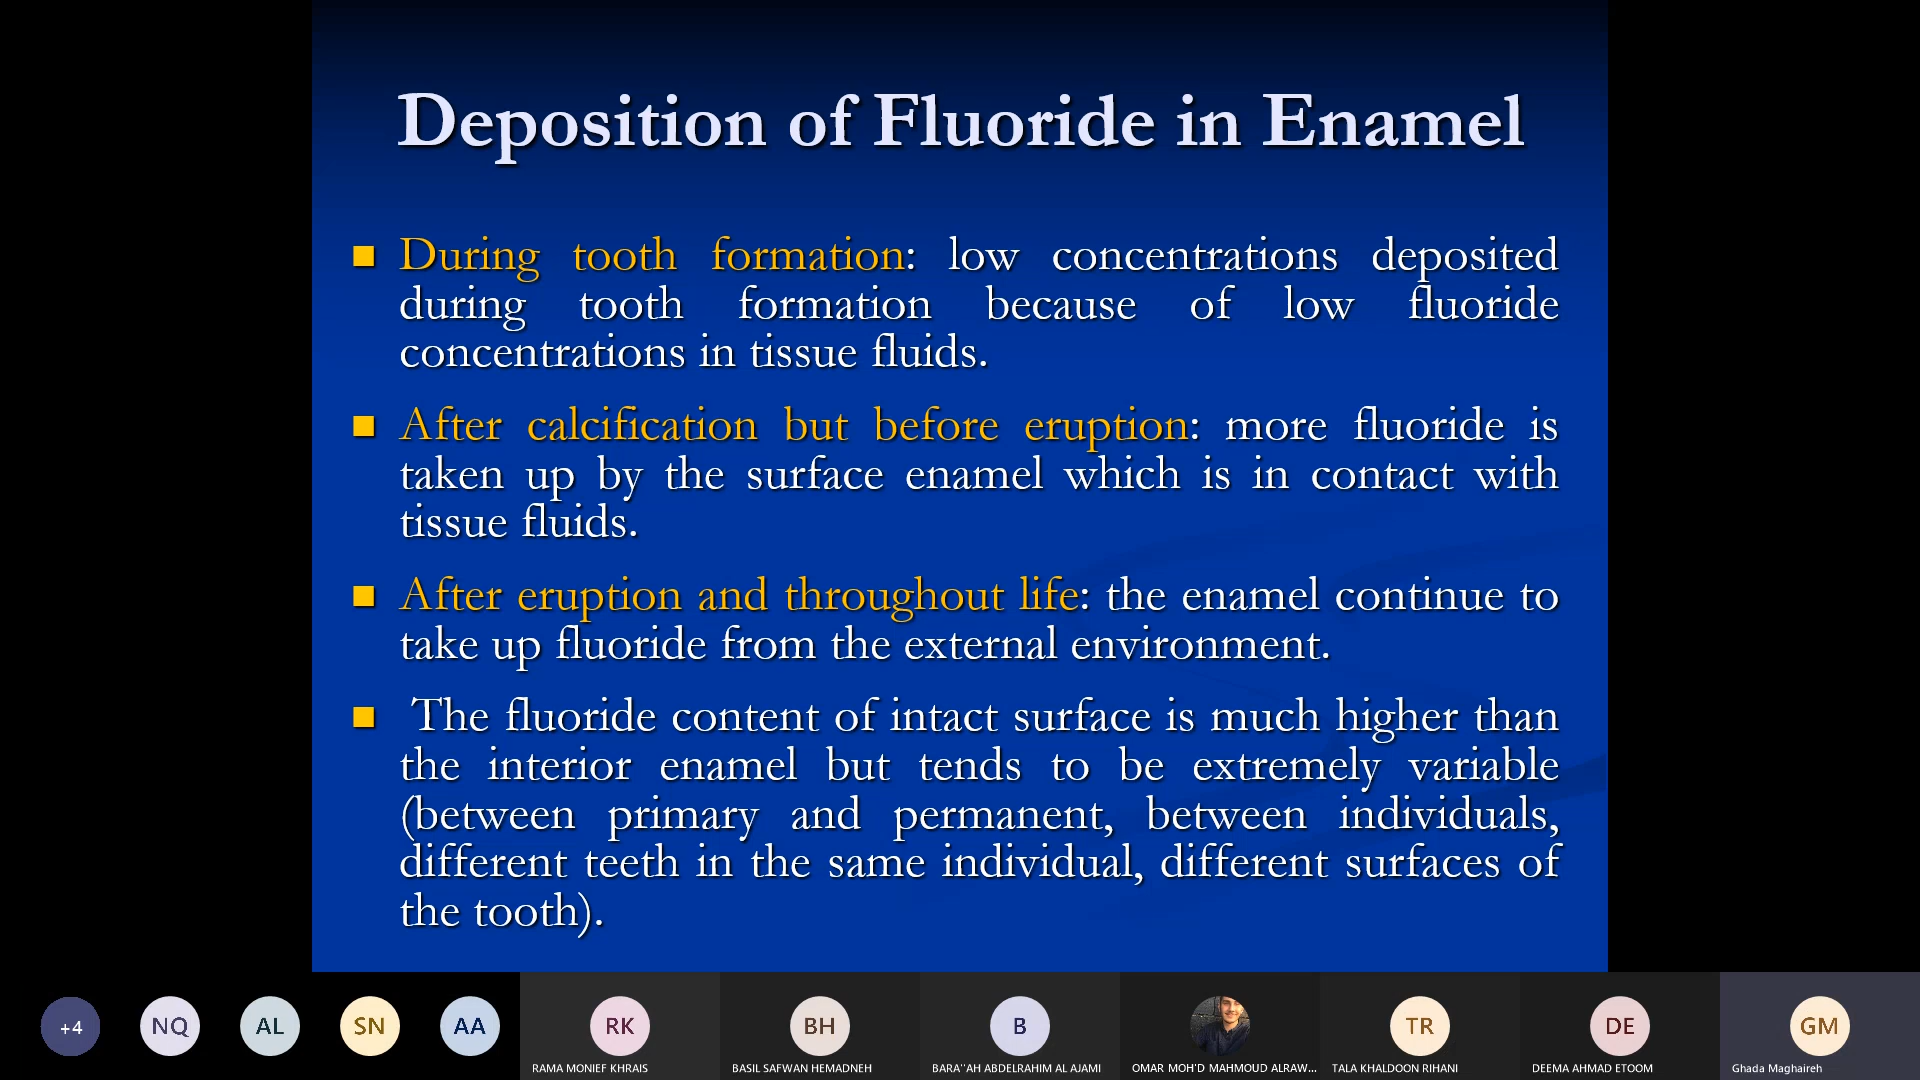 Deposition of Fluoride in Enamel
During tooth formation: low concentrations deposited
during tooth formation because of low fluoride
concentrations in tissue fluids.
After calcification but before eruption: more fluoride is
taken up by the surface enamel which is in contact with
tissue fluids.
After eruption and throughout life: the enamel continue to
take up fluoride from the external environment.
The fluoride content of intact surface is much higher than
the interior enamel but tends to be extremely variable
(between primary and permanent, between individuals,
different teeth in the same individual, different surfaces of
the tooth).
+4 NQ AL SN AA RK BH B TR DE GM
RAMA MONIEF KHRAIS BASIL SAFWAN HEMADNEH BARA''AH ABDELRAHIM AL AJAMI OMAR MOH'D MAHMOUD ALRAW... TALA KHALDOON RIHANI DEEMA AHMAD ETOOM Ghada Maghaireh